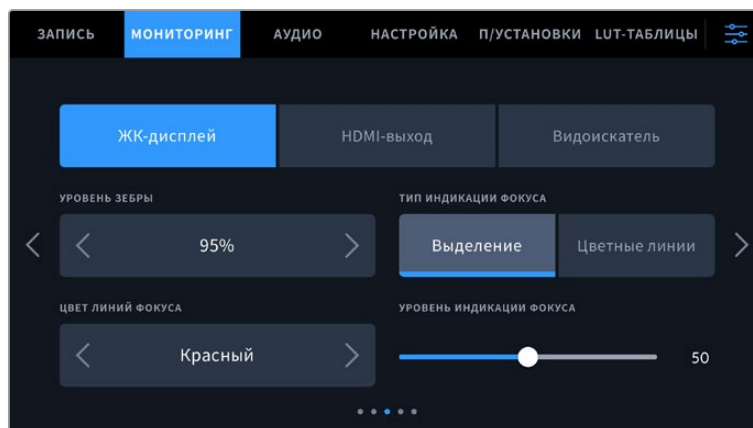 ЗАПИСЬ МОНИТОРИНГ АУДИО НАСТРОЙКА П/УСТАНОВКИ LUT-ТАБЛИЦЫ
ЖК-дисплей HDMI-выход Видоискатель
УРОВЕНЬ ЗЕБРЫ ТИП ИНДИКАЦИИ ФОКУСА
95% Выделение Цветные линии
ЦВЕТ ЛИНИЙ ФОКУСА УРОВЕНЬ ИНДИКАЦИИ ФОКУСА
Красный 50